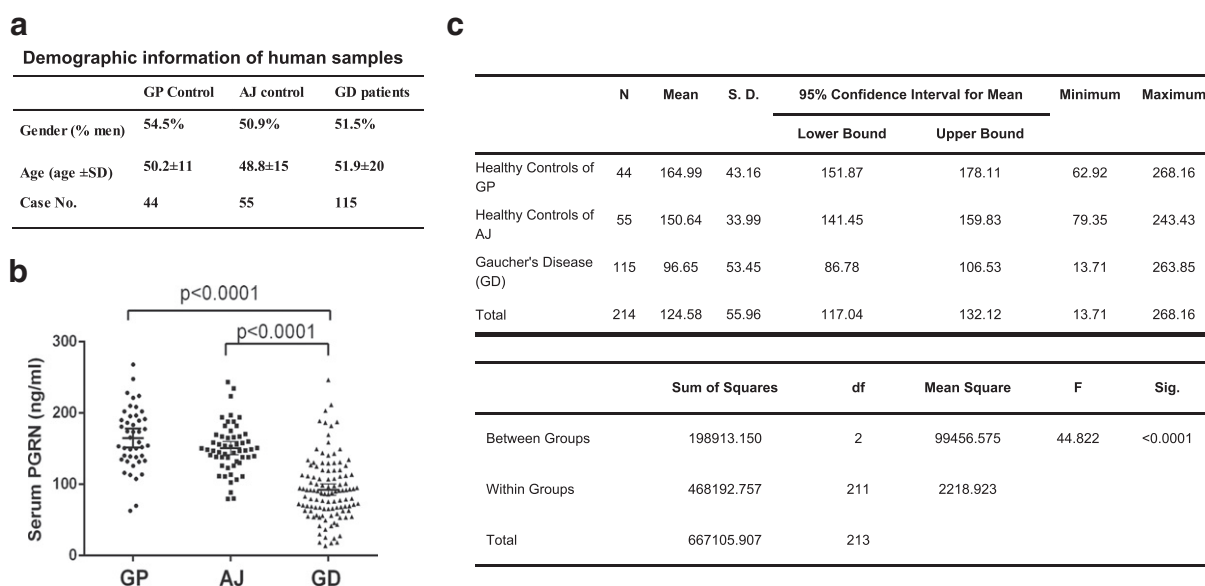 a
Demographic information of human samples
GP Control AJ control GD patients
Gender (% men) 54.5% 50.9% 51.5%
Age (age ±SD) 50.2±11 48.8±15 51.9±20
Case No. 44 55 115
b
p<0.0001
p<0.0001
300
200
100
0
Serum PGRN (ng/ml)
GP AJ GD
c
N Mean S. D. 95% Confidence Interval for Mean Minimum Maximum
Lower Bound Upper Bound
Healthy Controls of
GP 44 164.99 43.16 151.87 178.11 62.92 268.16
Healthy Controls of
AJ 55 150.64 33.99 141.45 159.83 79.35 243.43
Gaucher's Disease
(GD) 115 96.65 53.45 86.78 106.53 13.71 263.85
Total 214 124.58 55.96 117.04 132.12 13.71 268.16
Sum of Squares df Mean Square F Sig.
Between Groups 198913.150 2 99456.575 44.822 <0.0001
Within Groups 468192.757 211 2218.923
Total 667105.907 213